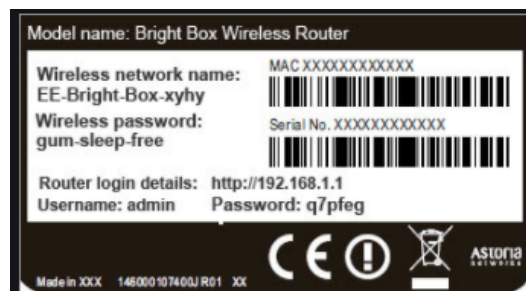 Model name: Bright Box Wireless Router
Wireless network name:
EE-Bright-Box-xyhy
Wireless password:
gum-sleep-free
MAC XXXXXXXXXXXX
Serial No. XXXXXXXXXXXX
Router login details: http://192.168.1.1
Username: admin Password: q7pfeg
CE
Astoria
networks
Made in XXX 146000107400J R01 XX